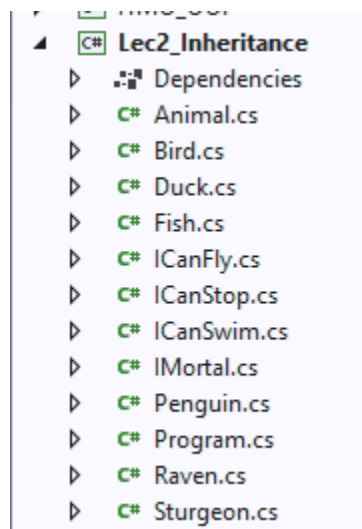 C# Lec2_Inheritance
Dependencies
C# Animal.cs
C# Bird.cs
C# Duck.cs
C# Fish.cs
C# ICanFly.cs
C# ICanStop.cs
C# ICanSwim.cs
C# IMortal.cs
C# Penguin.cs
C# Program.cs
C# Raven.cs
C# Sturgeon.cs